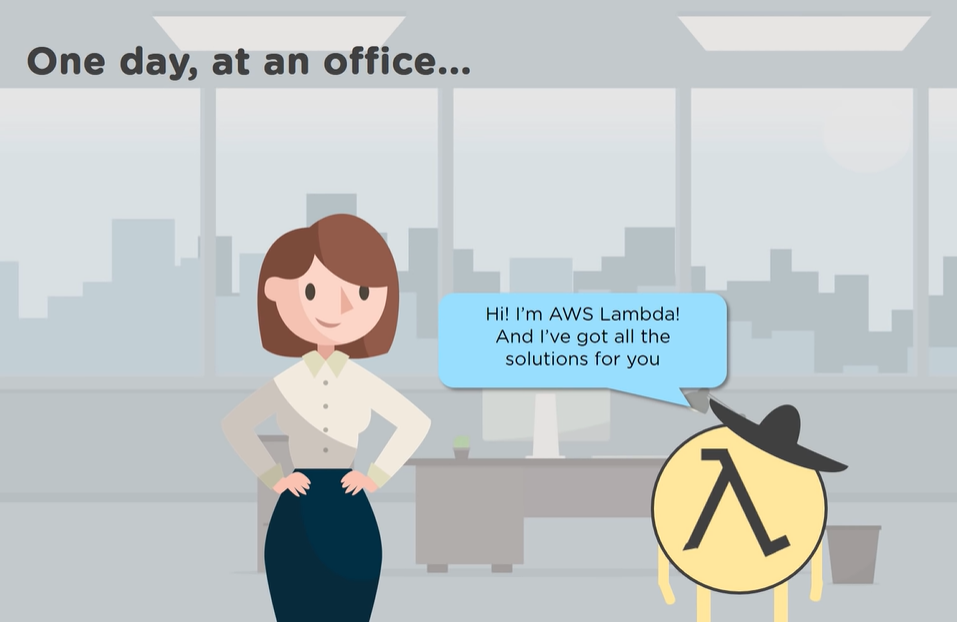 One day, at an office...
Hi! I'm AWS Lambda!
And I've got all the
solutions for you
λ